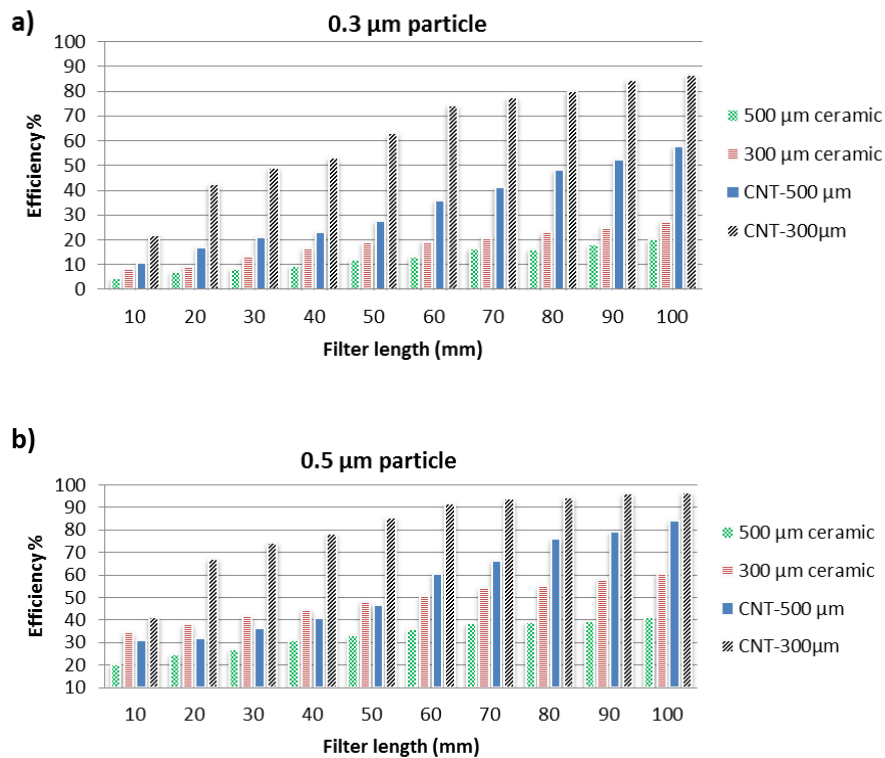 a)
0.3 µm particle
Efficiency %
100
90
80
70
60
50
40
30
20
10
0
10 20 30 40 50 60 70 80 90 100
Filter length (mm)
500 µm ceramic
300 µm ceramic
CNT-500 µm
CNT-300µm
b)
0.5 µm particle
Efficiency %
100
90
80
70
60
50
40
30
20
10
10 20 30 40 50 60 70 80 90 100
Filter length (mm)
500 µm ceramic
300 µm ceramic
CNT-500 µm
CNT-300µm